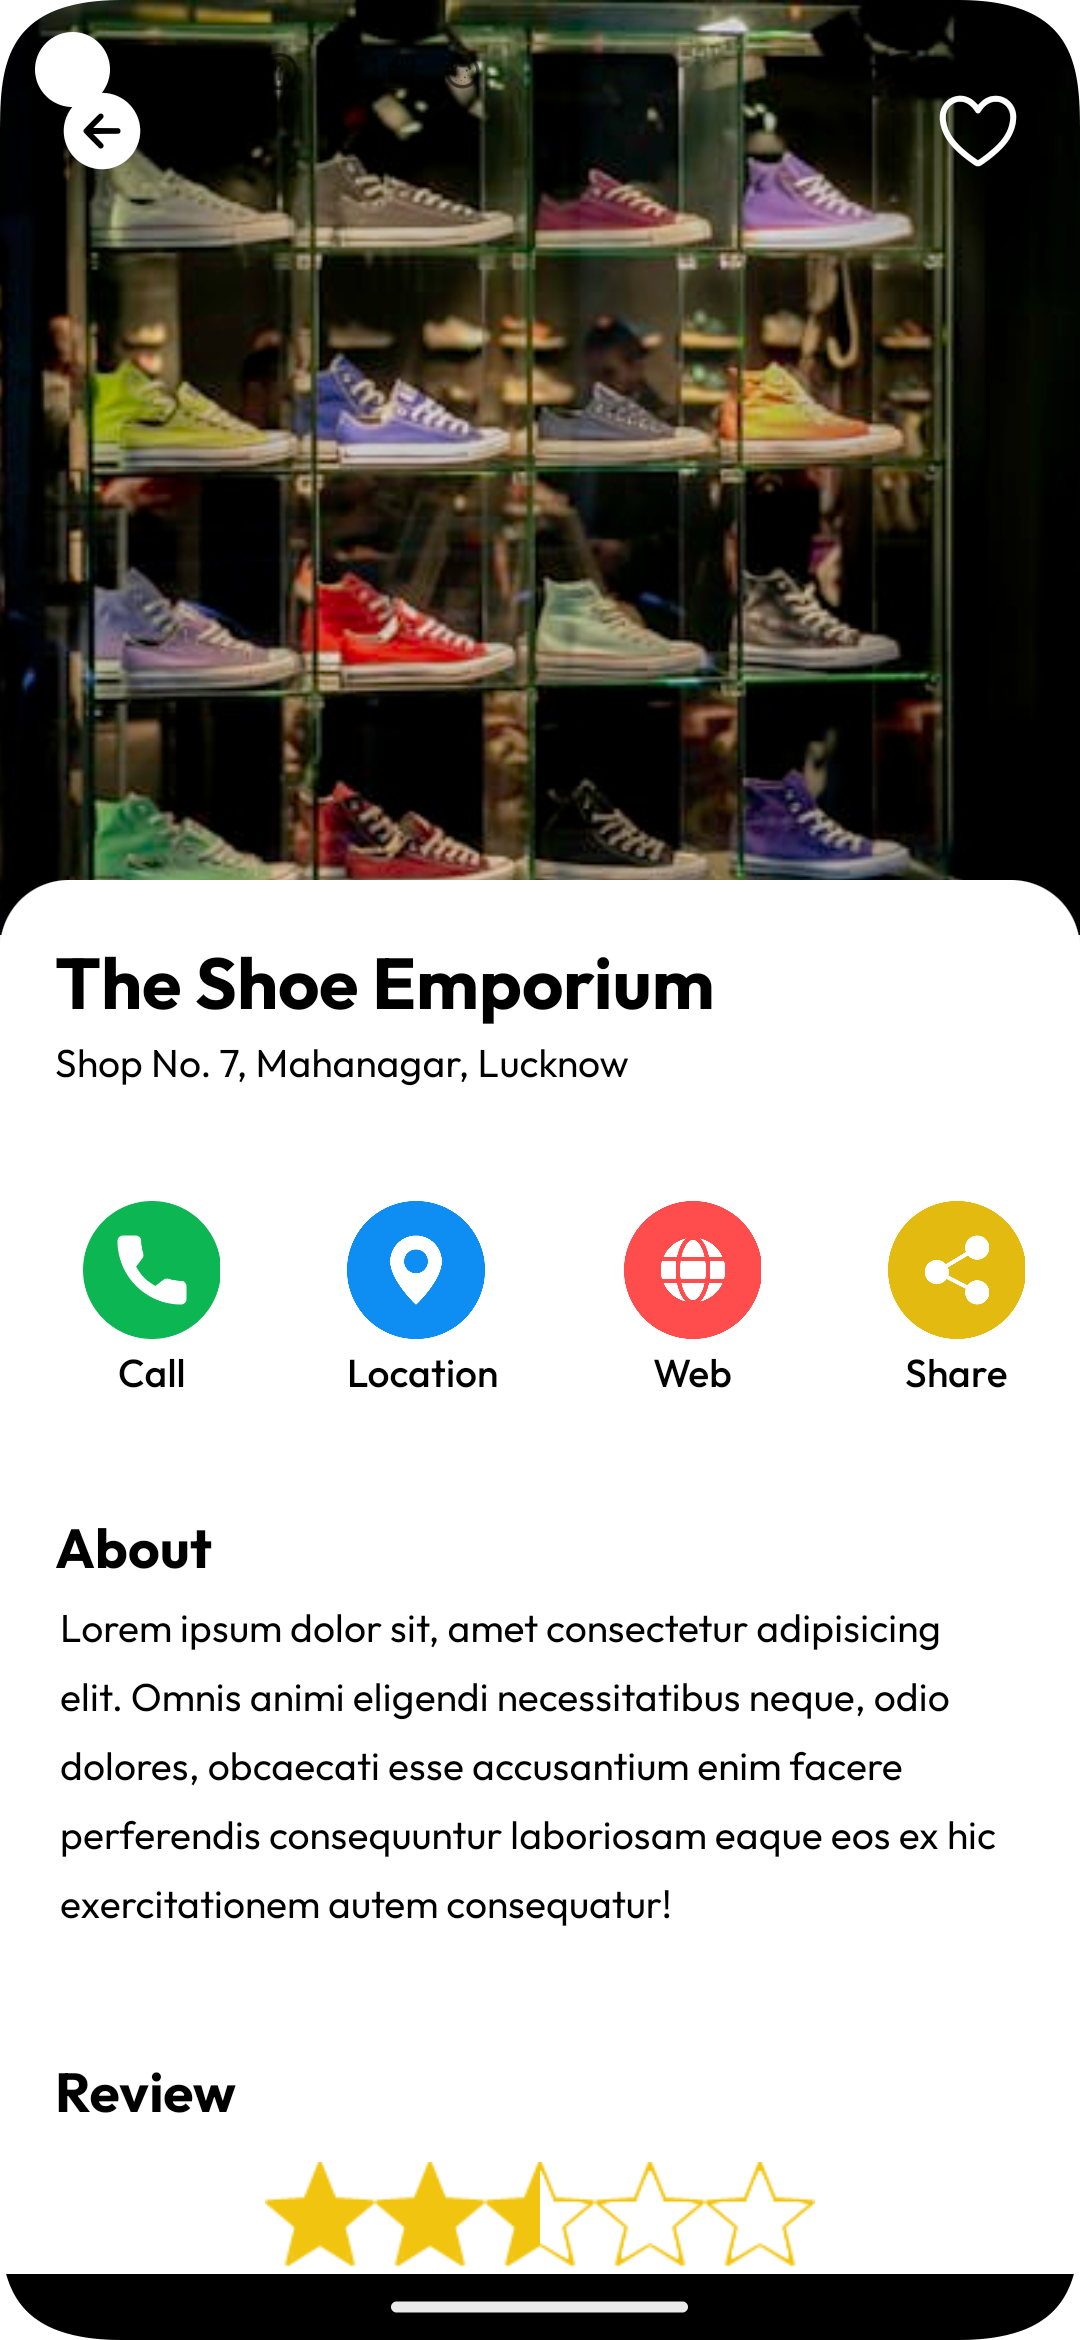 The Shoe Emporium
Shop No. 7, Mahanagar, Lucknow
Call
Location
Web
Share
About
Lorem ipsum dolor sit, amet consectetur adipisicing
elit. Omnis animi eligendi necessitatibus neque, odio
dolores, obcaecati esse accusantium enim facere
perferendis consequuntur laboriosam eaque eos ex hic
exercitationem autem consequatur!
Review